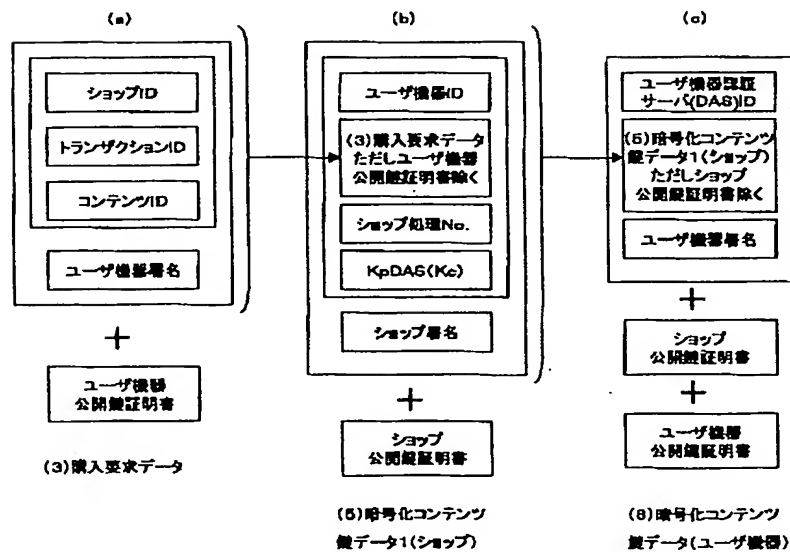 (a)
ショップID
トランザクションID
コンテンツID
ユーザ機器署名
+
ユーザ機器
公開鍵証明書
(3)購入要求データ
(b)
ユーザ機器ID
(3)購入要求データ
ただしユーザ機器
公開鍵証明書除く
ショップ処理No.
KpDAS(Kc)
ショップ署名
+
ショップ
公開鍵証明書
(5)暗号化コンテンツ
鍵データ1(ショップ)
(c)
ユーザ機器認証
サーバ(DAS)ID
(5)暗号化コンテンツ
鍵データ1(ショップ)
ただしショップ
公開鍵証明書除く
ユーザ機器署名
+
ショップ
公開鍵証明書
+
ユーザ機器
公開鍵証明書
(8)暗号化コンテンツ
鍵データ(ユーザ機器)